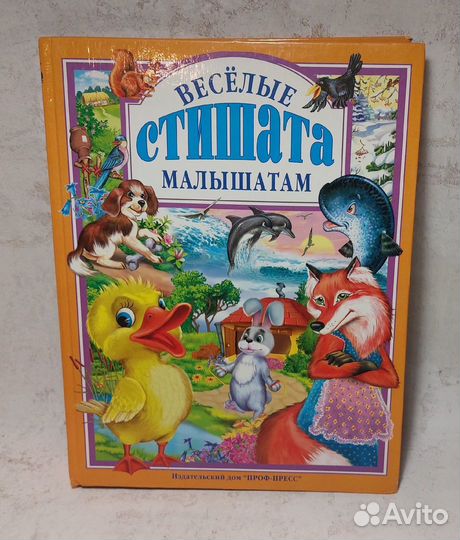 ВЕСЁЛЫЕ
СТИШАТА
МАЛЫШАТАМ
Издательский дом "ПРОФ-ПРЕСС"
Avito